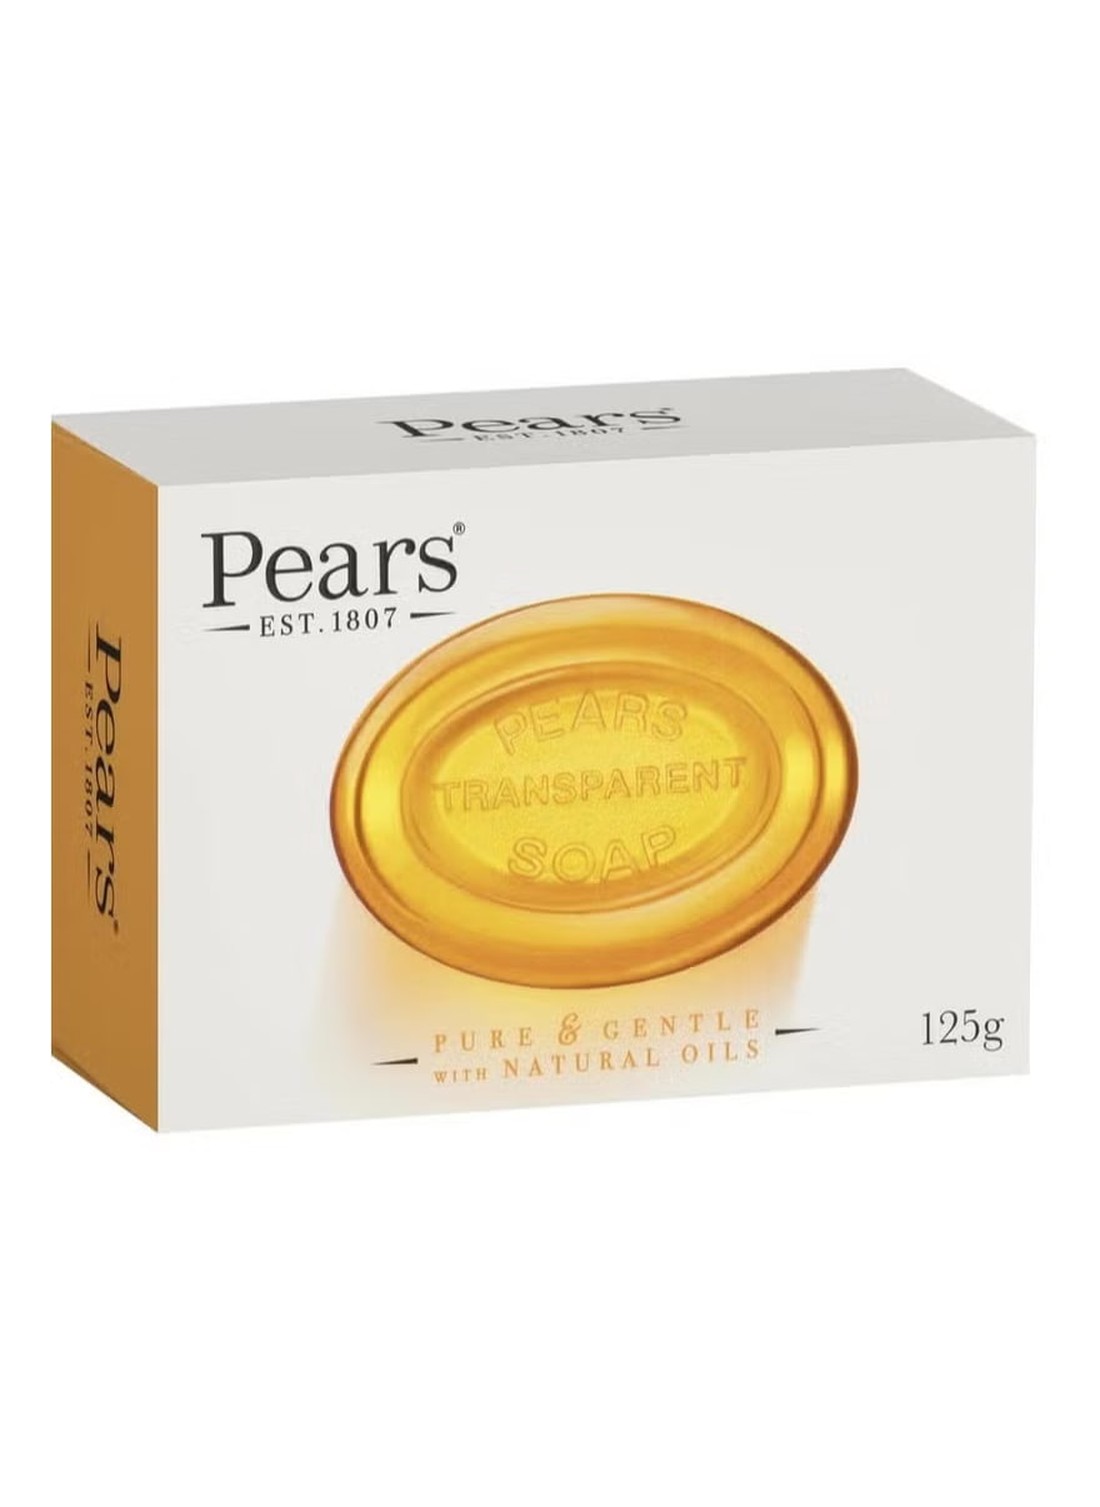 Pears
EST.1807
Pears®
EST.1807
Pears®
EST.1807
PEARS
TRANSPARENT
SOAP
PURE & GENTLE
WITH NATURAL OILS
125g